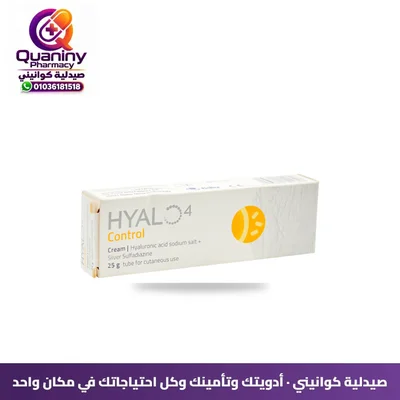 Quaniny
Pharmacy
صيدلية كوانيني
01036181518
HYALO4
Control
Cream | Hyaluronic acid sodium salt +
Silver Sulfadiazine
25 g tube for cutaneous use
صيدلية كوانيني - أدويتك وتأمينك وكل احتياجاتك في مكان واحد